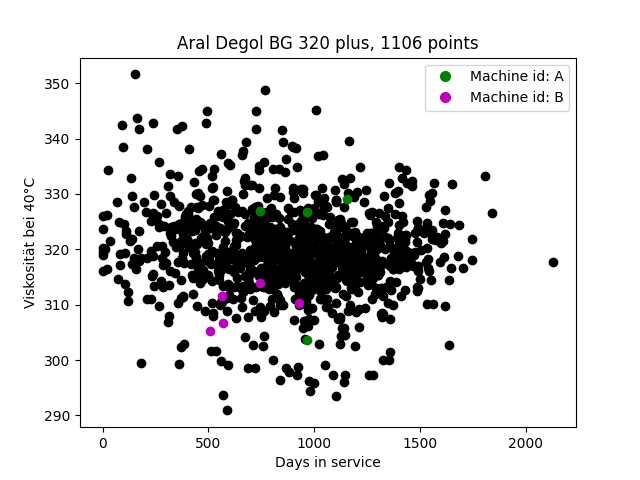 Aral Degol BG 320 plus, 1106 points
Machine id: A
Machine id: B
350
340
330
320
310
300
290
Viskosität bei 40°C
0
500
1000
1500
2000
Days in service